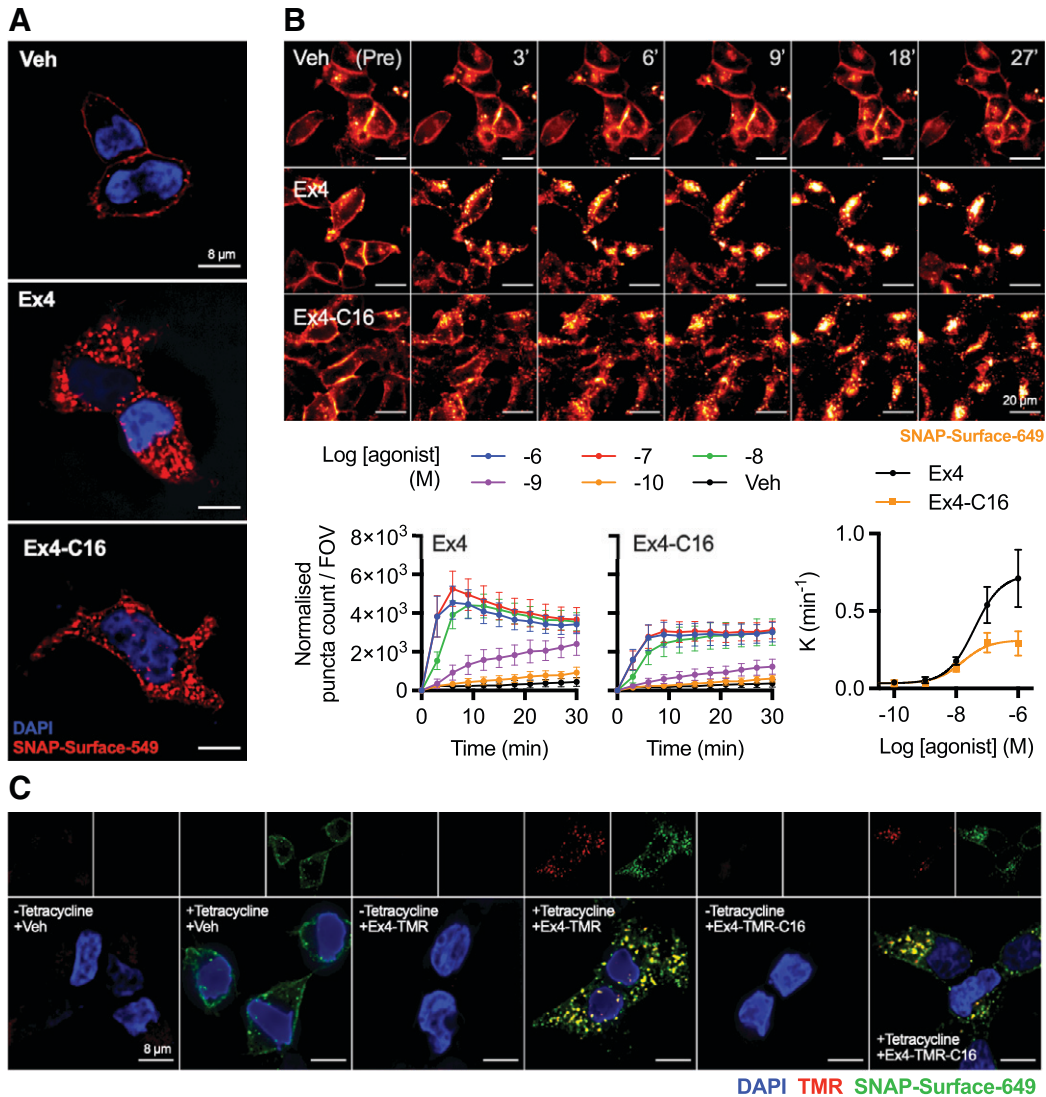 A
Veh
8 µm
Ex4
Ex4-C16
DAPI
SNAP-Surface-549
B
Veh (Pre) 3’ 6’ 9’ 18’ 27’
Ex4
Ex4-C16
20 µm
SNAP-Surface-649
Log [agonist]
(M)
-6 -7 -8
-9 -10 Veh
Ex4
Ex4-C16
Normalised
puncta count / FOV
8×10³
6×10³
4×10³
2×10³
0
Ex4
0 10 20 30
Time (min)
Ex4-C16
0 10 20 30
Time (min)
K (min⁻¹)
1.0
0.5
0.0
-10 -8 -6
Log [agonist] (M)
C
-Tetracycline
+Veh
8 µm
+Tetracycline
+Veh
-Tetracycline
+Ex4-TMR
+Tetracycline
+Ex4-TMR
-Tetracycline
+Ex4-TMR-C16
+Tetracycline
+Ex4-TMR-C16
DAPI TMR SNAP-Surface-649